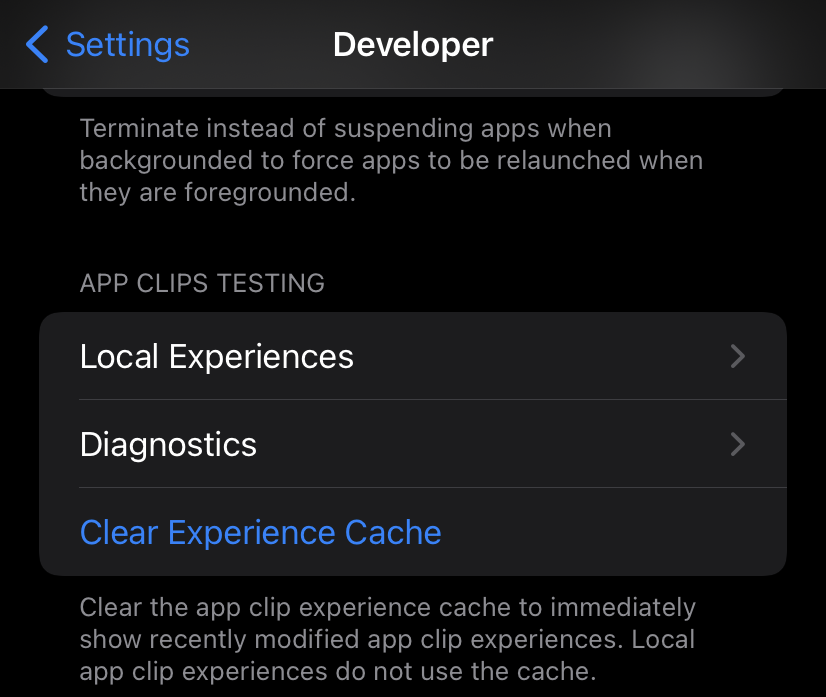 Settings
Developer
Terminate instead of suspending apps when
backgrounded to force apps to be relaunched when
they are foregrounded.
APP CLIPS TESTING
Local Experiences
Diagnostics
Clear Experience Cache
Clear the app clip experience cache to immediately
show recently modified app clip experiences. Local
app clip experiences do not use the cache.